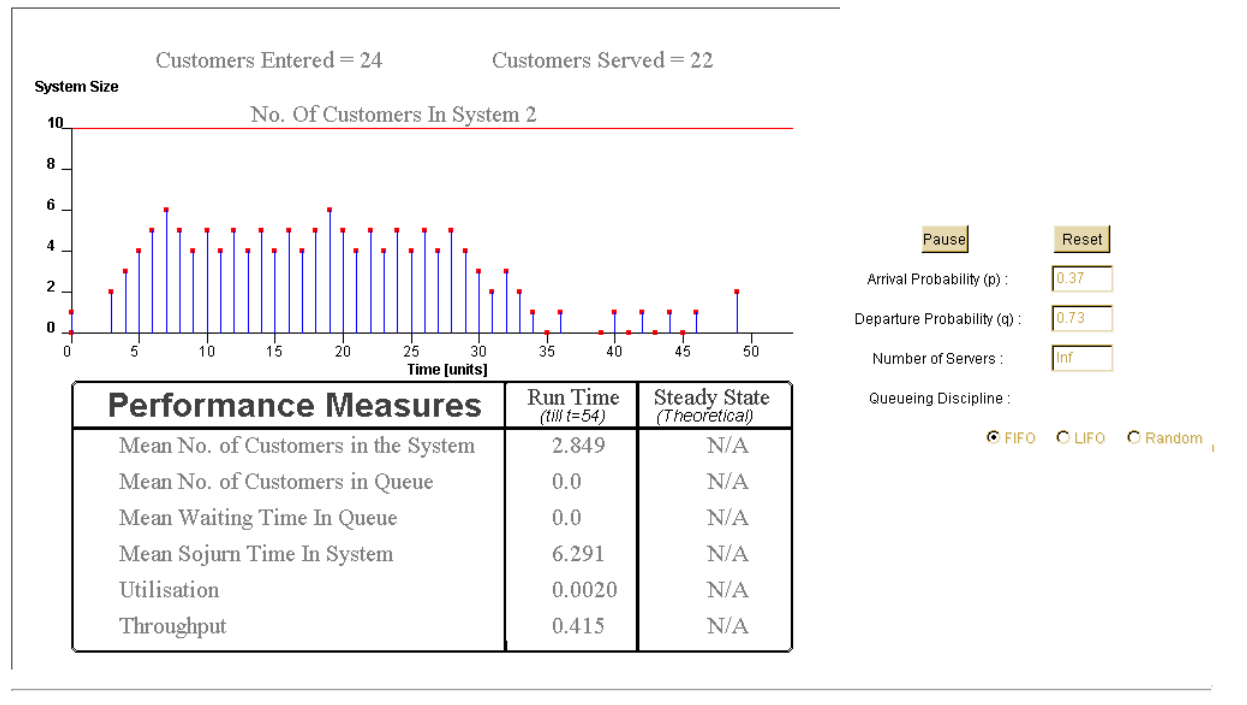 Customers Entered = 24 Customers Served = 22
System Size
No. Of Customers In System 2
10
8
6
4
2
0
0 5 10 15 20 25 30 35 40 45 50
Time [units]
Performance Measures Run Time (till t=54) Steady State (Theoretical)
Mean No. of Customers in the System 2.849 N/A
Mean No. of Customers in Queue 0.0 N/A
Mean Waiting Time In Queue 0.0 N/A
Mean Sojurn Time In System 6.291 N/A
Utilisation 0.0020 N/A
Throughput 0.415 N/A
Pause Reset
Arrival Probability (p) : 0.37
Departure Probability (q) : 0.73
Number of Servers : Inf
Queueing Discipline :
FIFO LIFO Random